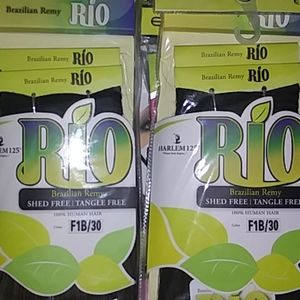 Brazilian Remy RIO
Brazilian Remy RIO
RIO
HARLEM125
Brazilian Remy
SHED FREE | TANGLE FREE
100% HUMAN HAIR
Color F1B/30
Brazilian Remy RIO
Brazilian Remy RIO
RIO
HARLEM125
Brazilian Remy
SHED FREE | TANGLE FREE
100% HUMAN HAIR
Color F1B/30